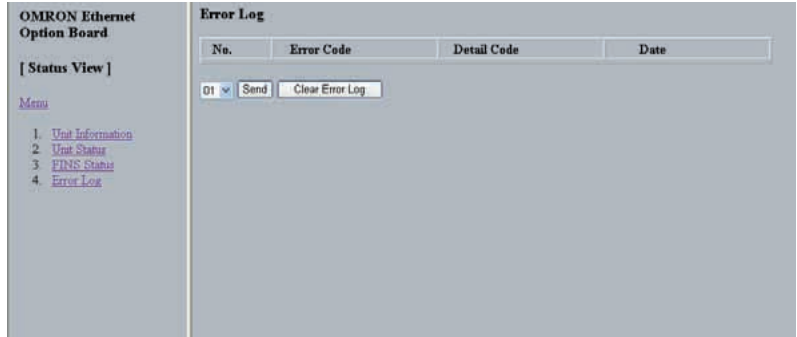 OMRON Ethernet
Option Board
[ Status View ]
Menu
1. Unit Information
2. Unit Status
3. FINS Status
4. Error Log
Error Log
No. Error Code Detail Code Date
01 Send Clear Error Log